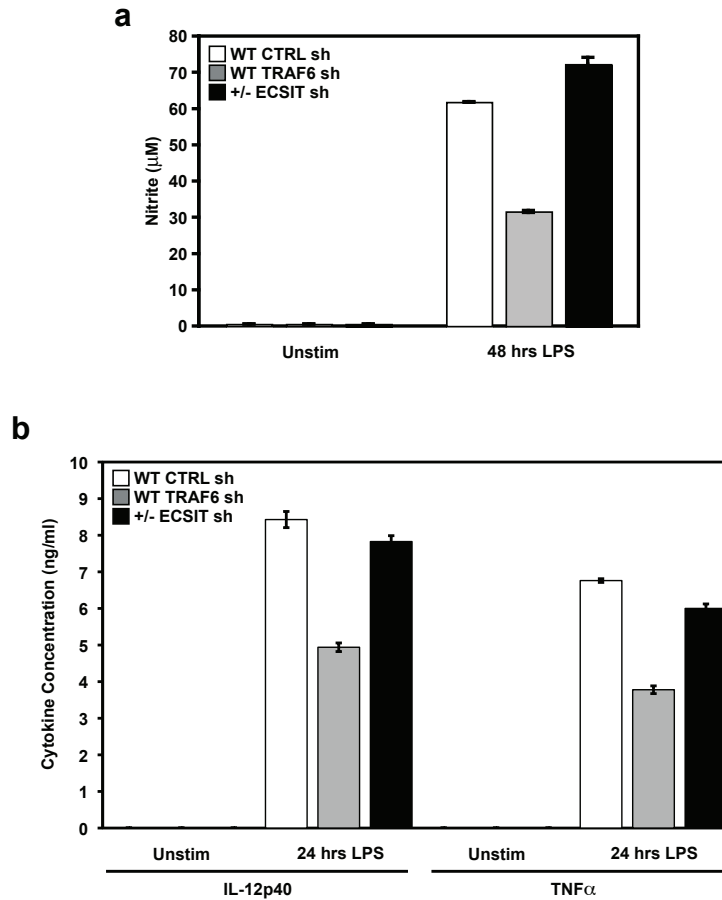 a
80
WT CTRL sh
WT TRAF6 sh
70
+/- ECSIT sh
60
50
40
30
20
10
0
Nitrite (μM)
Unstim 48 hrs LPS
b
10
WT CTRL sh
WT TRAF6 sh
9
+/- ECSIT sh
8
7
6
5
4
3
2
1
0
Cytokine Concentration (ng/ml)
Unstim 24 hrs LPS Unstim 24 hrs LPS
IL-12p40 TNFα